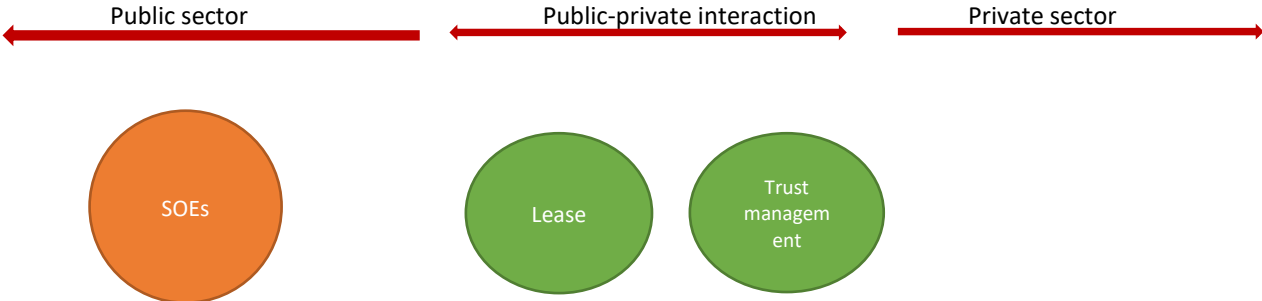 Public sector
Public-private interaction
Private sector
SOEs
Lease
Trust
managem
ent